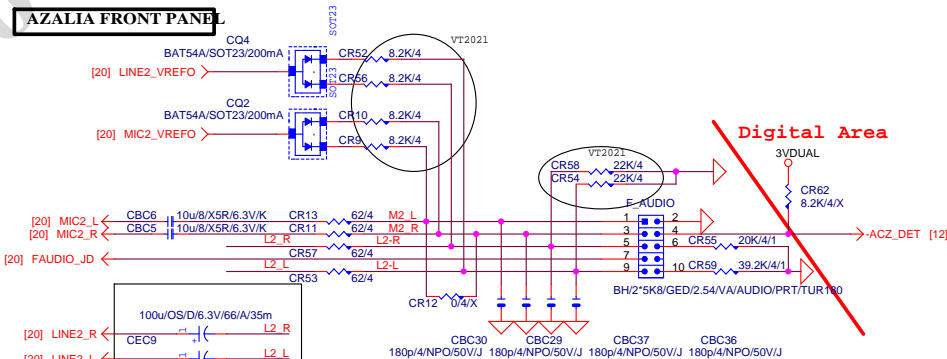 AZALIA FRONT PANEL
SOT23
CQ4
BAT54A/SOT23/200mA
CR52 8.2K/4
VT2021
[20] LINE2_VREFO
SOT23
CR56 8.2K/4
CQ2
BAT54A/SOT23/200mA
CR10 8.2K/4
[20] MIC2_VREFO
CR9 8.2K/4
Digital Area
VT2021
3VDUAL
CR58 22K/4
CR54 22K/4
CR62
8.2K/4/X
F_AUDIO
[20] MIC2_L CBC6 10u/8/X5R/6.3V/K CR13 62/4 M2_L 1 2
[20] MIC2_R CBC5 10u/8/X5R/6.3V/K CR11 62/4 M2_R 3 4 -ACZ_DET [12]
L2_R L2-R 5 6 CR55 20K/4/1
[20] FAUDIO_JD CR57 62/4 7
L2_L L2-L 9 10 CR59 39.2K/4/1
CR53 62/4
BH/2*5K8/GED/2.54/VA/AUDIO/PRT/TUR180
CR12 0/4/X
100u/OS/D/6.3V/66/A/35m
[20] LINE2_R 1 + L2_R
CEC9
CBC30 CBC29 CBC37 CBC36
180p/4/NPO/50V/J 180p/4/NPO/50V/J 180p/4/NPO/50V/J 180p/4/NPO/50V/J
[20] LINE2_L 1 L2_L